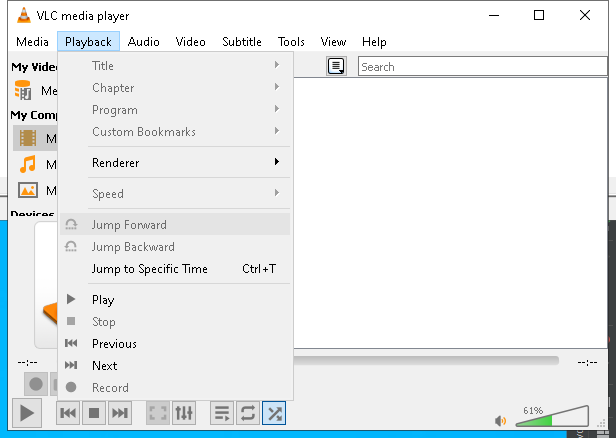 VLC media player
Media Playback Audio Video Subtitle Tools View Help
My Vide
Title
Search
Me
Chapter
Program
My Comp
Custom Bookmarks
M
Renderer
M
M
Speed
Devices
Jump Forward
Jump Backward
Jump to Specific Time Ctrl+T
Play
Stop
Previous
--:-- --:--
Next
Record
61%